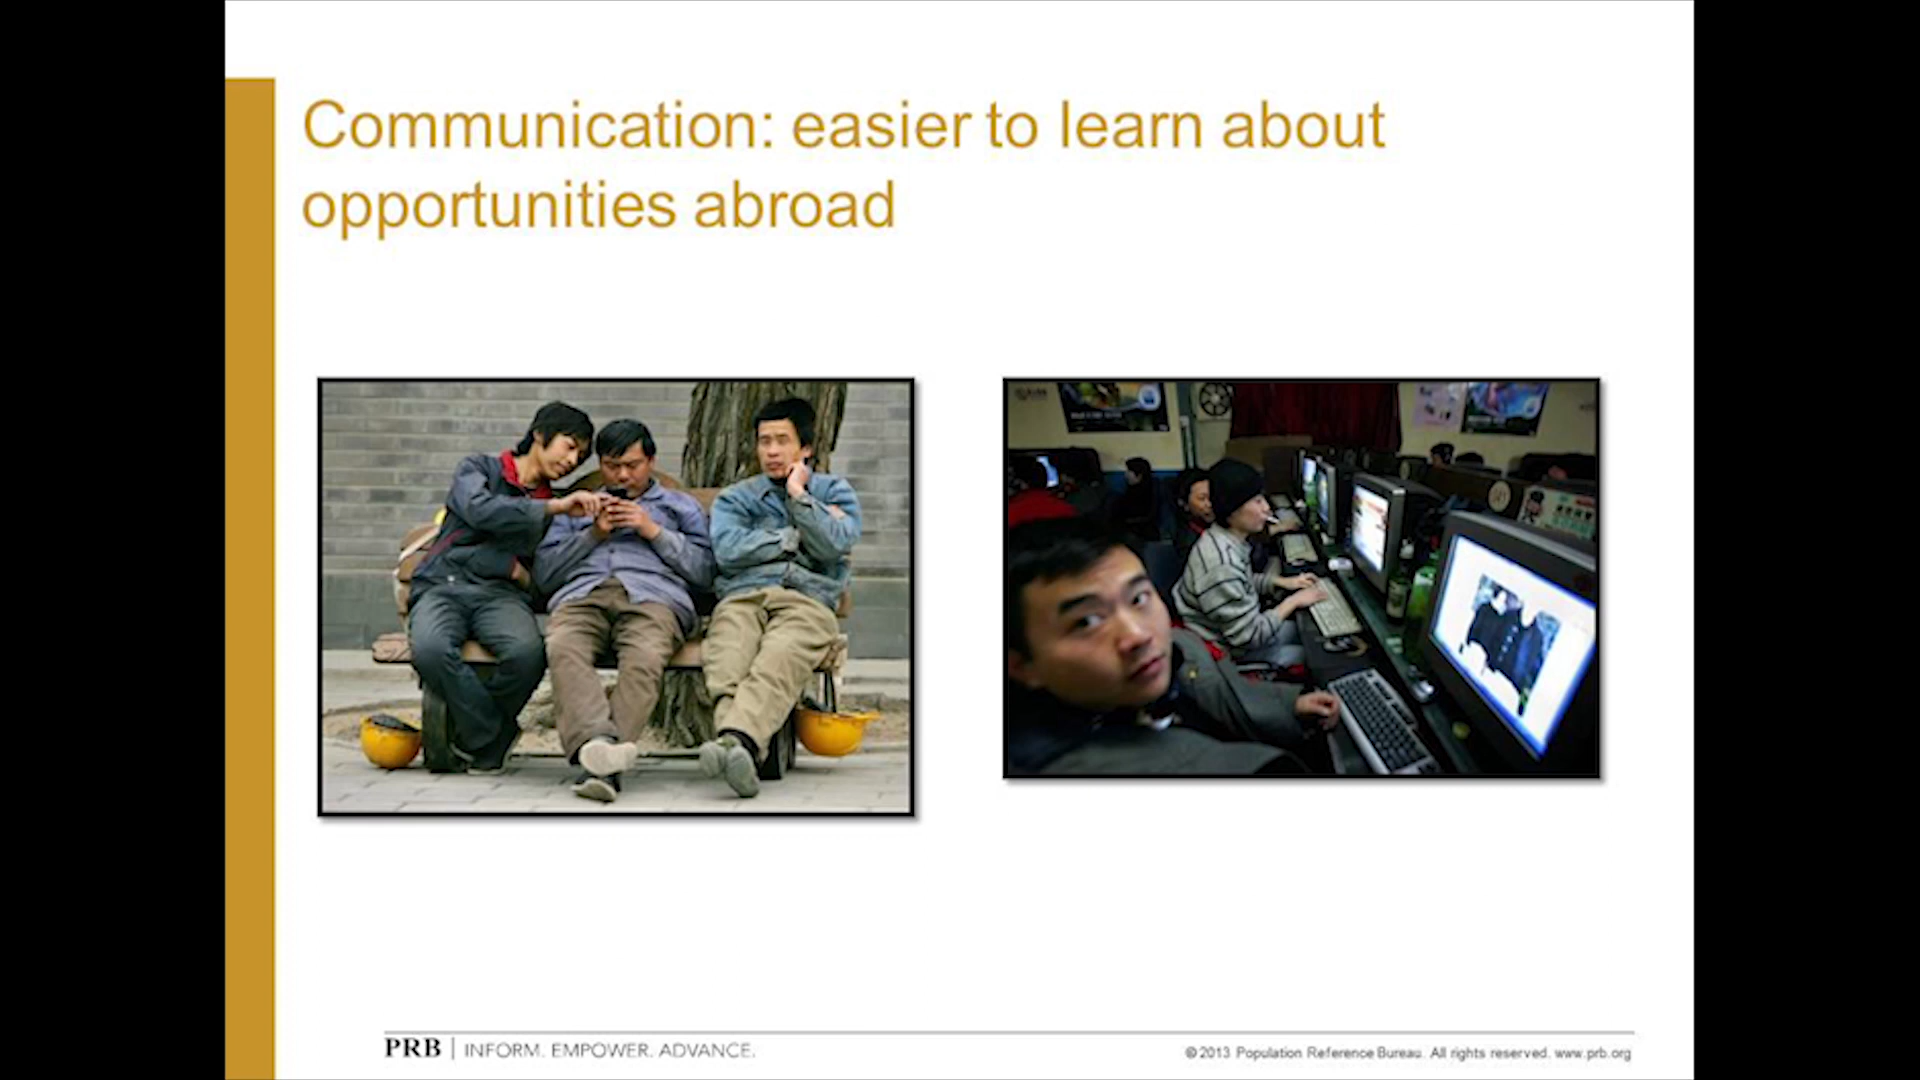 Communication: easier to learn about
opportunities abroad
PRB | INFORM. EMPOWER. ADVANCE.
© 2013 Population Reference Bureau. All rights reserved. www.prb.org